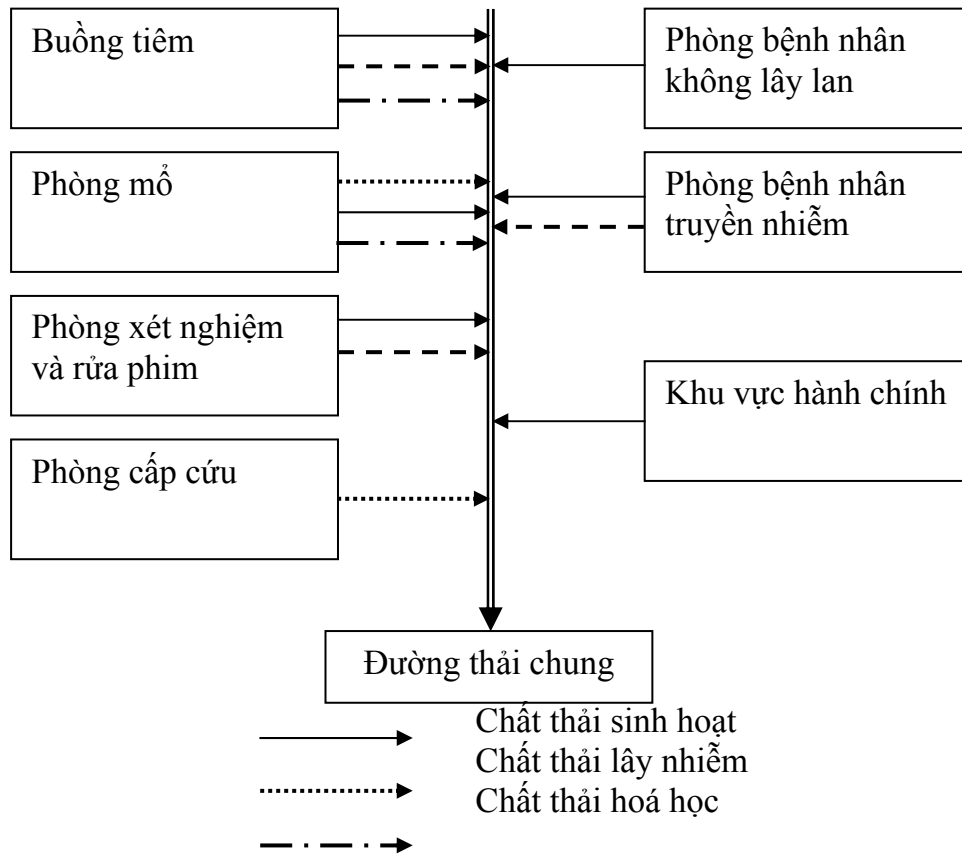 Buồng tiêm
Phòng bệnh nhân
không lây lan
Phòng mổ
Phòng bệnh nhân
truyền nhiễm
Phòng xét nghiệm
và rửa phim
Khu vực hành chính
Phòng cấp cứu
Đường thải chung
Chất thải sinh hoạt
Chất thải lây nhiễm
Chất thải hoá học